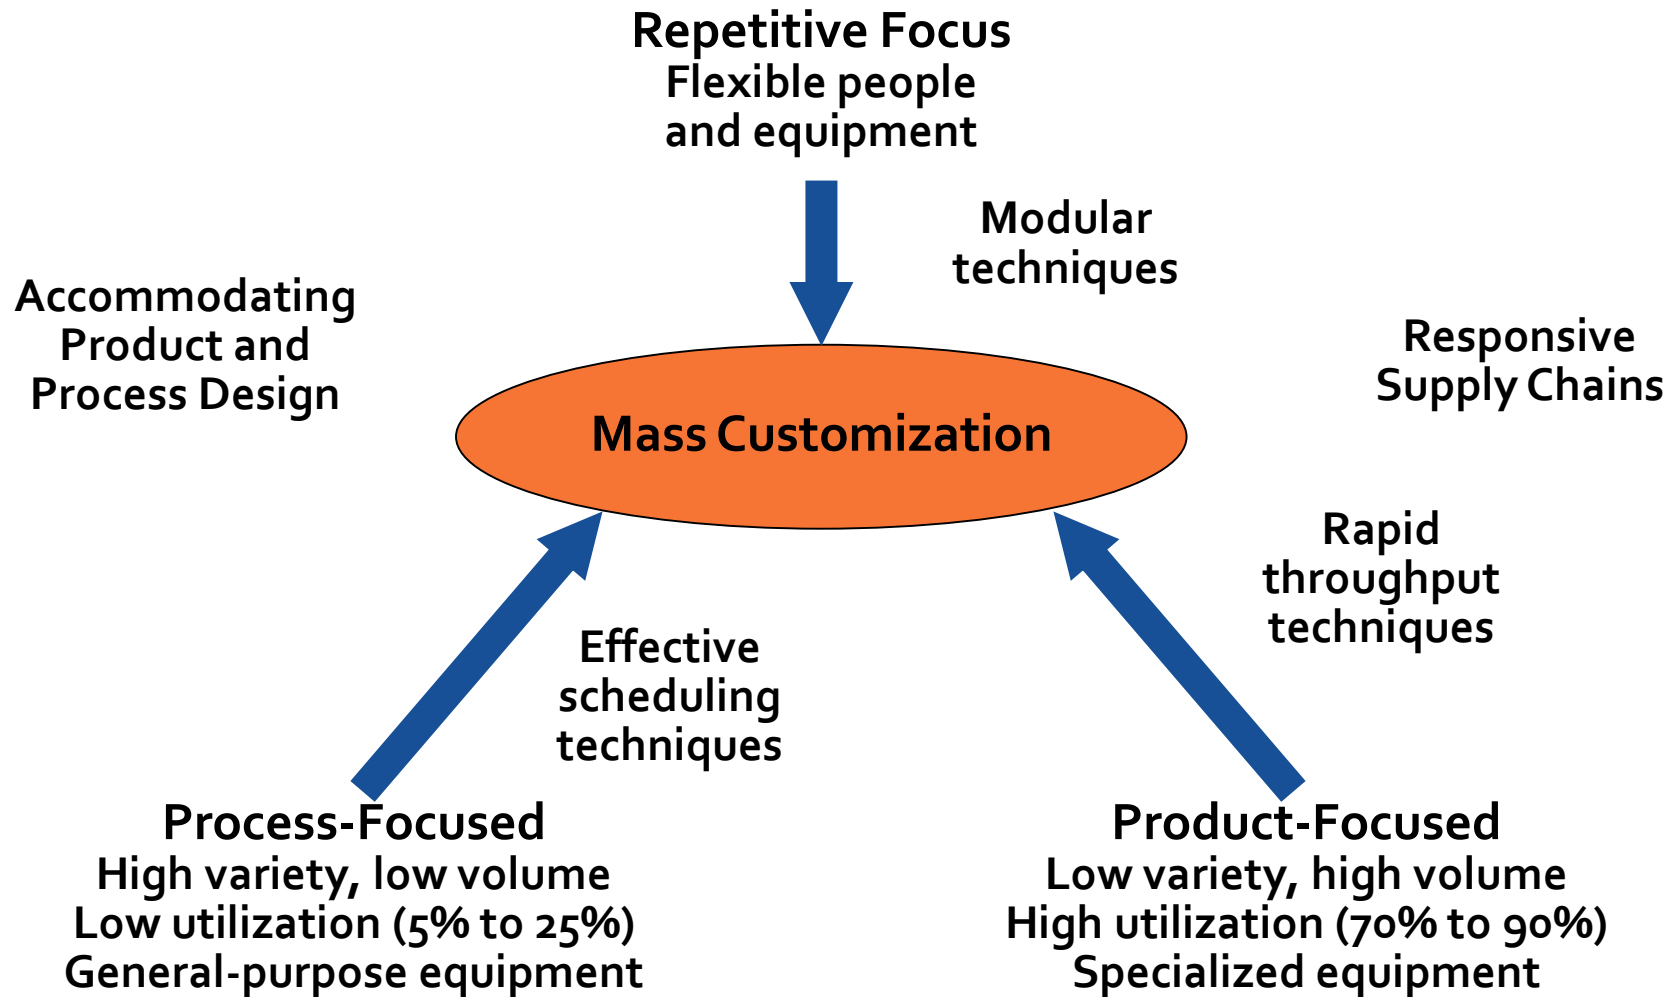 Repetitive Focus
Flexible people
and equipment
Modular
techniques
Accommodating
Product and
Process Design
Responsive
Supply Chains
Mass Customization
Rapid
throughput
techniques
Effective
scheduling
techniques
Process-Focused
High variety, low volume
Low utilization (5% to 25%)
General-purpose equipment
Product-Focused
Low variety, high volume
High utilization (70% to 90%)
Specialized equipment